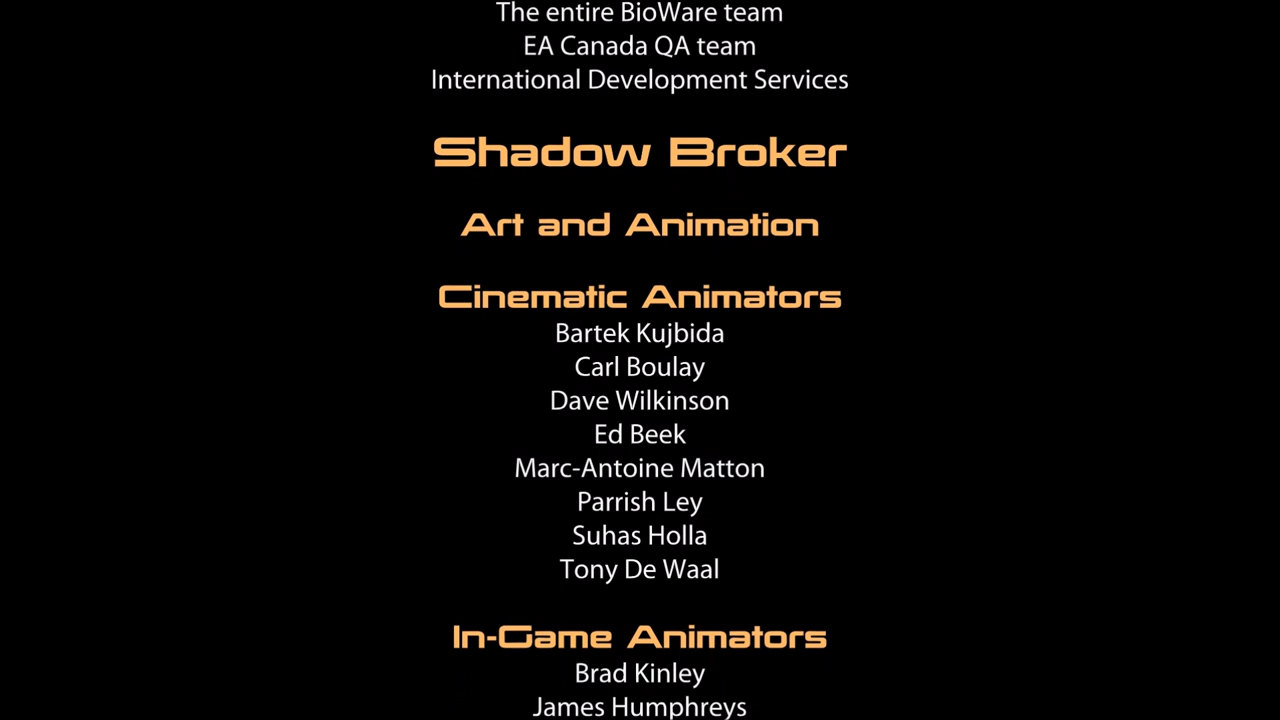 The entire BioWare team
EA Canada QA team
International Development Services
Shadow Broker
Art and Animation
Cinematic Animators
Bartek Kujbida
Carl Boulay
Dave Wilkinson
Ed Beek
Marc-Antoine Matton
Parrish Ley
Suhas Holla
Tony De Waal
In-Game Animators
Brad Kinley
James Humphreys